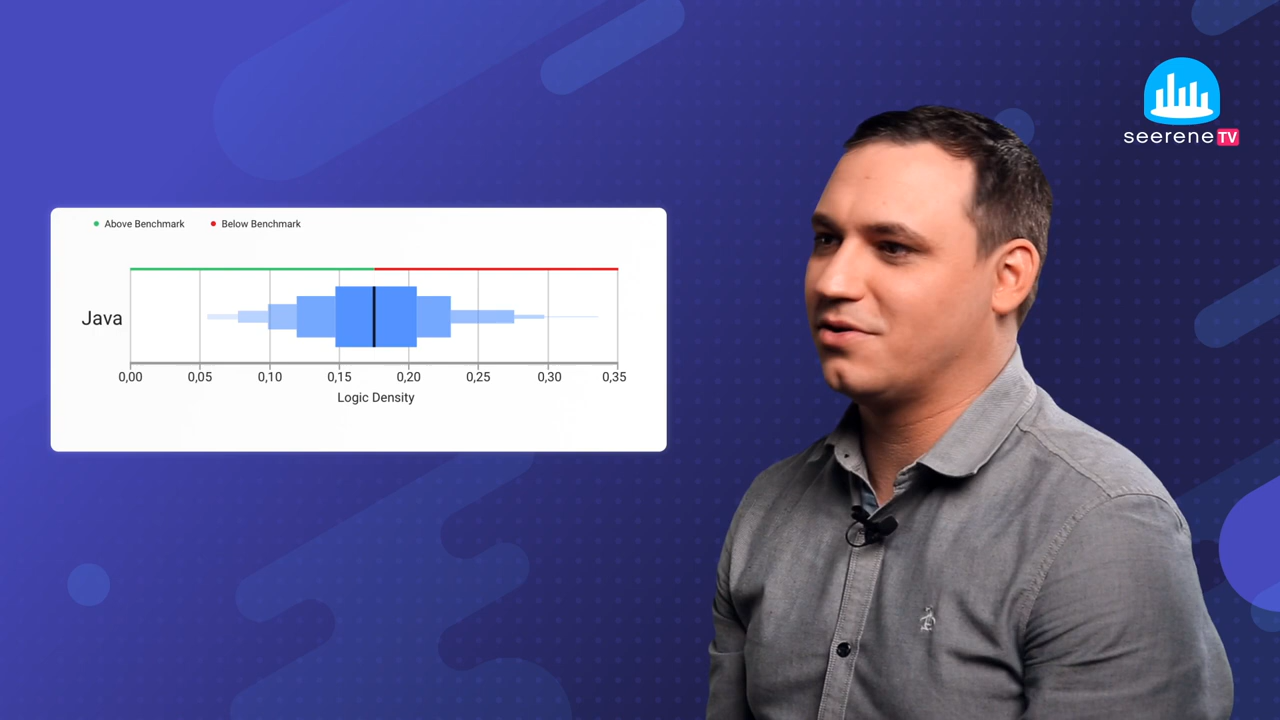 seerene TV
Above Benchmark Below Benchmark
Java
0,00 0,05 0,10 0,15 0,20 0,25 0,30 0,35
Logic Density